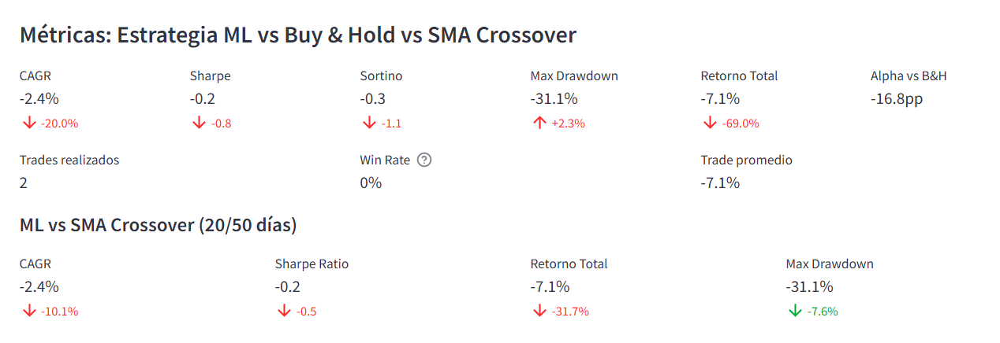 Métricas: Estrategia ML vs Buy & Hold vs SMA Crossover
CAGR Sharpe Sortino Max Drawdown Retorno Total Alpha vs B&H
-2.4% -0.2 -0.3 -31.1% -7.1% -16.8pp
-20.0% -0.8 -1.1 +2.3% -69.0%
Trades realizados Win Rate Trade promedio
2 0% -7.1%
ML vs SMA Crossover (20/50 días)
CAGR Sharpe Ratio Retorno Total Max Drawdown
-2.4% -0.2 -7.1% -31.1%
-10.1% -0.5 -31.7% -7.6%